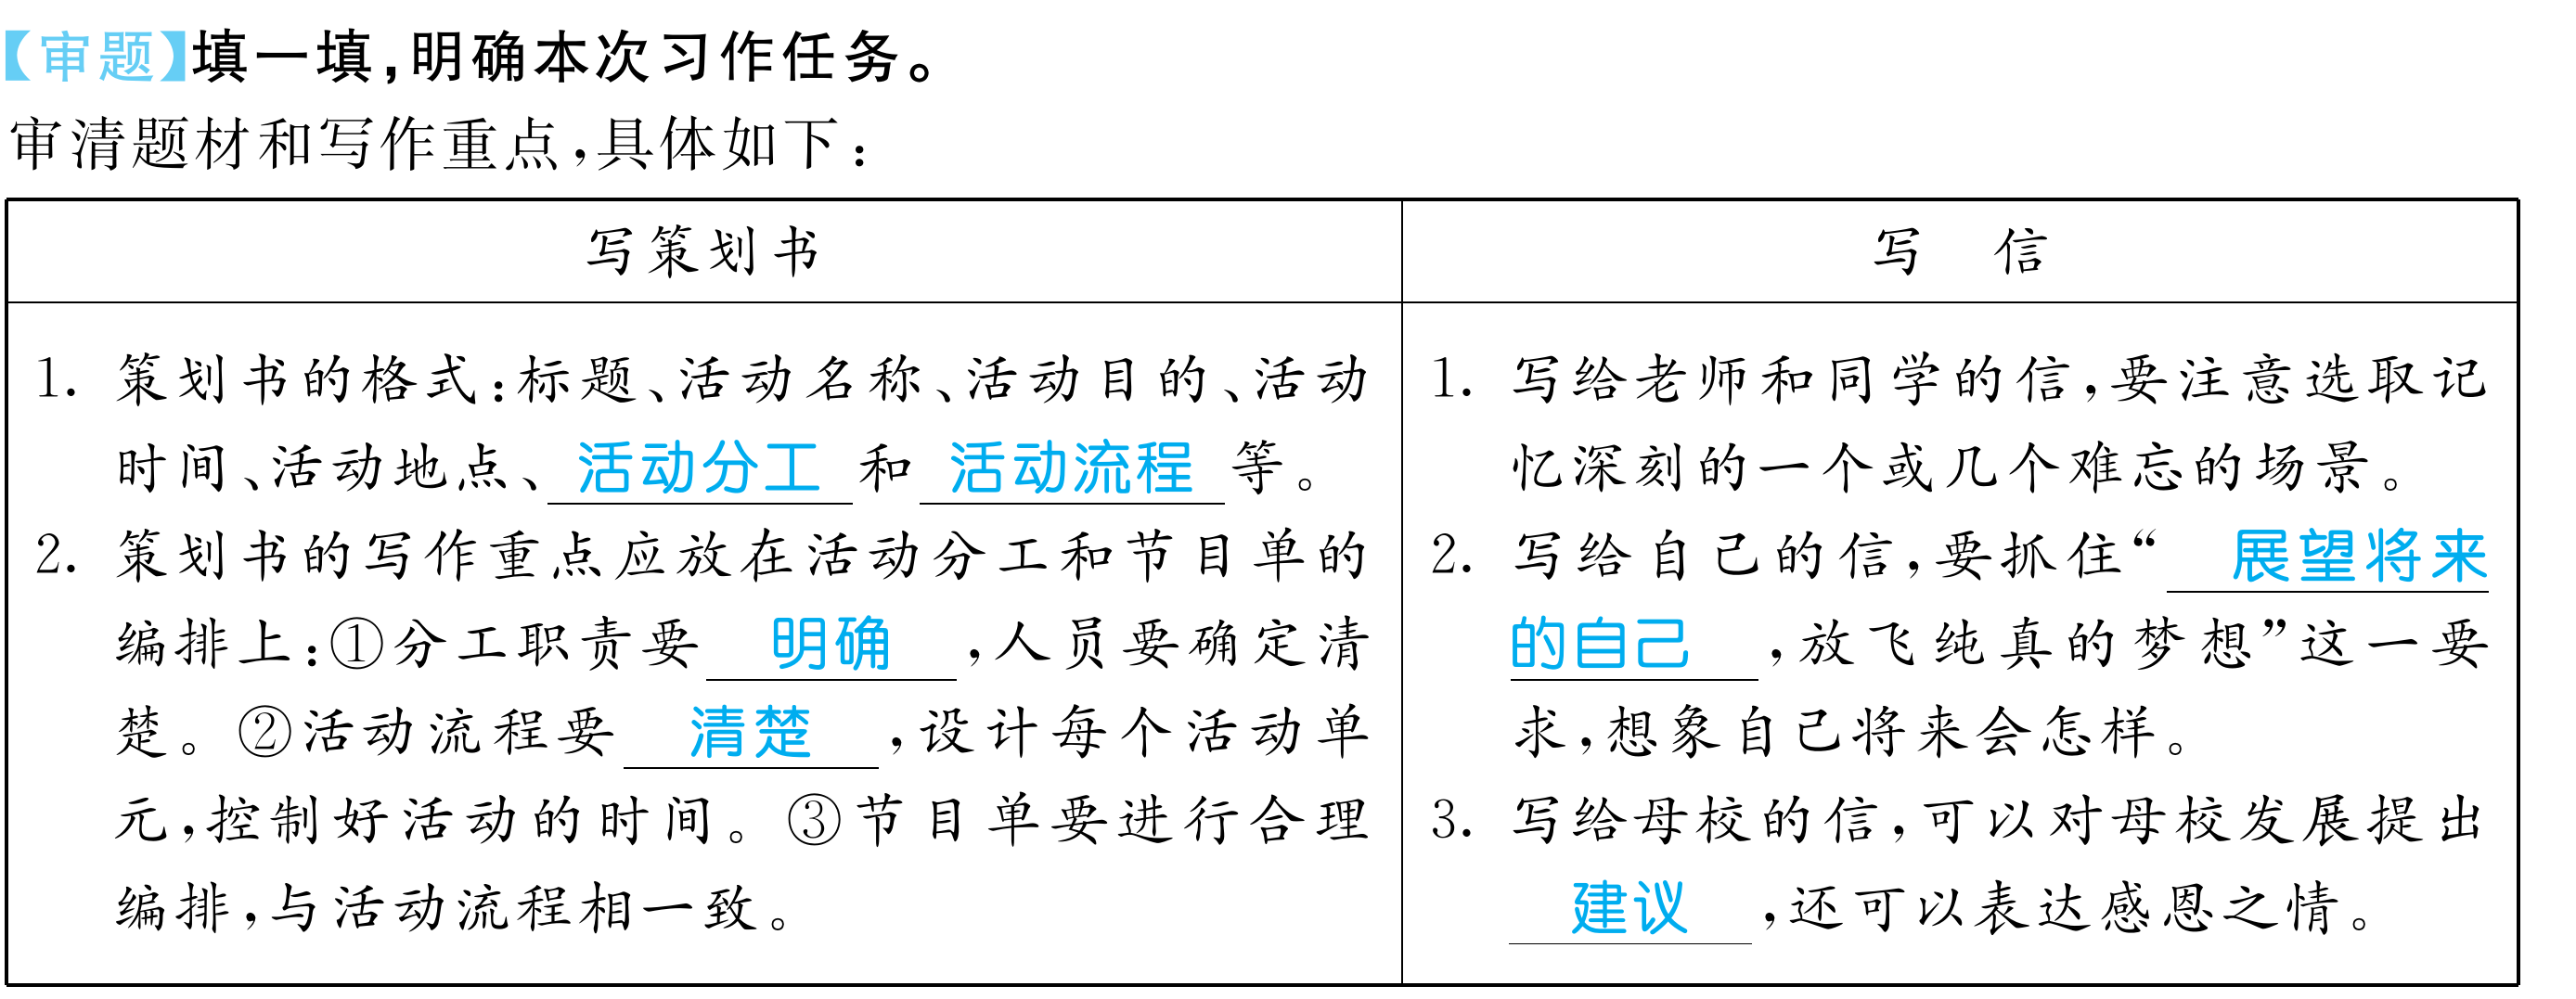 【审题】填一填,明确本次习作任务。
审清题材和写作重点,具体如下:
写策划书
写 信
1. 策划书的格式:标题、活动名称、活动目的、活动
时间、活动地点、 活动分工 和 活动流程 等。
2. 策划书的写作重点应放在活动分工和节目单的
编排上:①分工职责要 明确 ,人员要确定清
楚。②活动流程要 清楚 ,设计每个活动单
元,控制好活动的时间。③节目单要进行合理
编排,与活动流程相一致。
1. 写给老师和同学的信,要注意选取记
忆深刻的一个或几个难忘的场景。
2. 写给自己的信,要抓住“ 展望将来
的自己 ,放飞纯真的梦想”这一要
求,想象自己将来会怎样。
3. 写给母校的信,可以对母校发展提出
建议 ,还可以表达感恩之情。